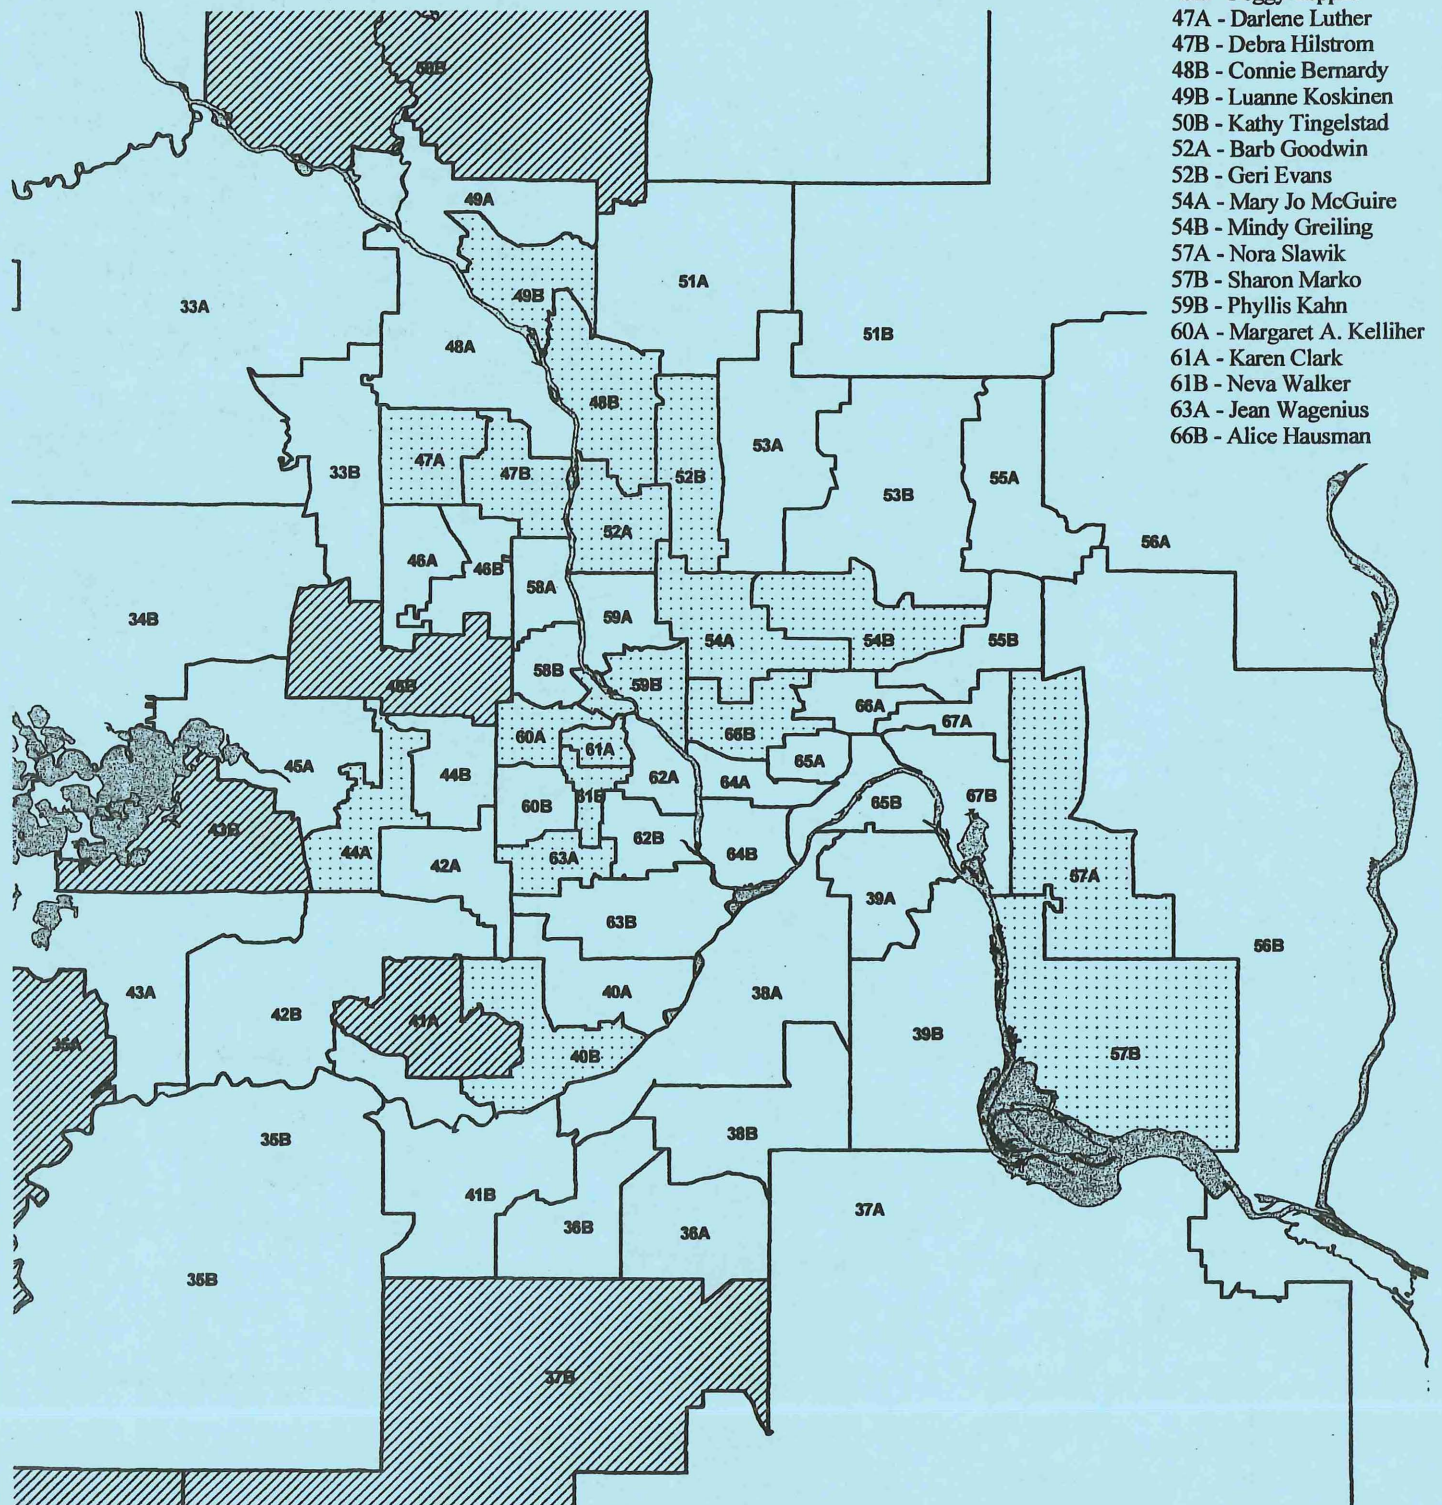 47A - Darlene Luther
47B - Debra Hilstrom
48B - Connie Bernardy
49B - Luanne Koskinen
50B - Kathy Tingelstad
52A - Barb Goodwin
52B - Geri Evans
54A - Mary Jo McGuire
54B - Mindy Greiling
57A - Nora Slawik
57B - Sharon Marko
59B - Phyllis Kahn
60A - Margaret A. Kelliher
61A - Karen Clark
61B - Neva Walker
63A - Jean Wagenius
66B - Alice Hausman
50B
49A
33A
49B
51A
48A
51B
48B
53A
33B
47A
47B
52B
53B
55A
52A
56A
46A
46B
58A
34B
59A
54A
54B
55B
58B
59B
45B
66A
67A
60A
61A
66B
45A
44B
62A
64A
65A
60B
61B
65B
67B
43B
44A
42A
63A
62B
64B
57A
39A
63B
56B
43A
42B
41A
40A
38A
35A
40B
39B
57B
35B
38B
41B
36B
36A
37A
35B
37B